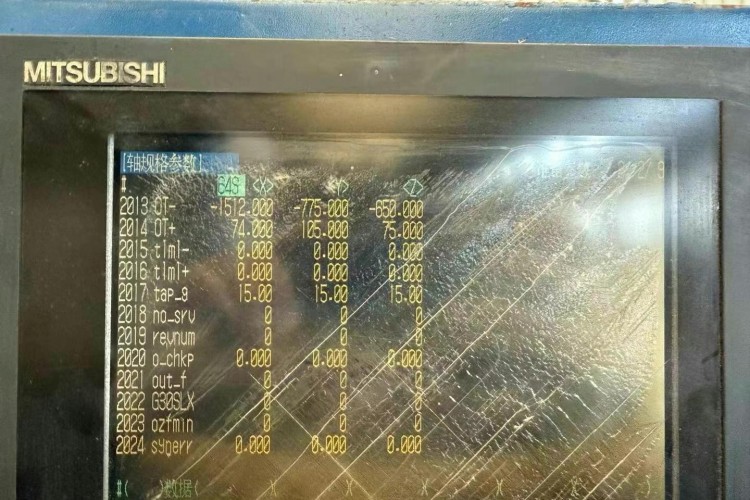 MITSUBISHI
[轴规格参数]
# 64S <X> <Y> <Z>
2013 OT- -1512.000 -775.000 -650.000
2014 OT+ 74.000 105.000 75.000
2015 tlml- 0.000 0.000 0.000
2016 tlml+ 0.000 0.000 0.000
2017 tap_g 15.00 15.00 15.00
2018 no_srv 0 0 0
2019 revnum 0 0 0
2020 o_chkp 0.000 0.000 0.000
2021 out_f 0 0 0
2022 G30SLX 0 0 0
2023 ozfmin 0 0 0
2024 syoerr 0.000 0.000 0.000
#( )数据( )( )( )( )( )